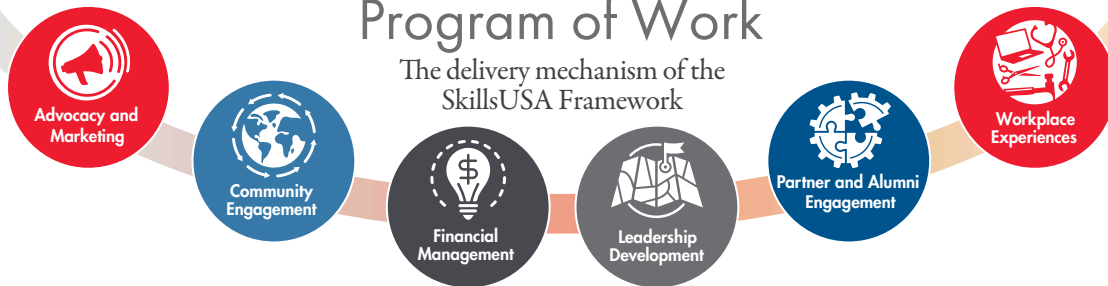 Program of Work
The delivery mechanism of the
SkillsUSA Framework
Advocacy and
Marketing
Community
Engagement
$
Financial
Management
Leadership
Development
Partner and Alumni
Engagement
Workplace
Experiences